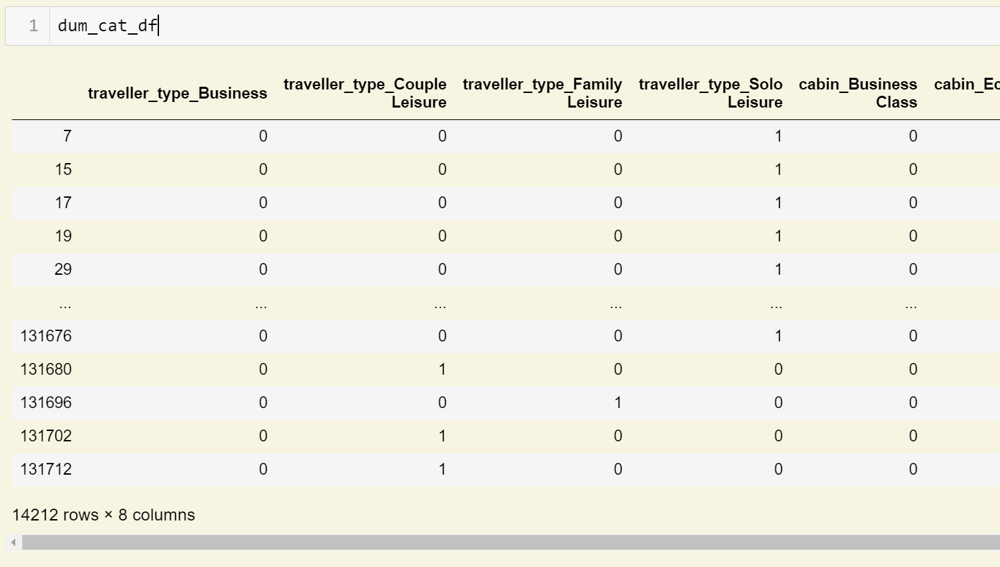 1 dum_cat_df
traveller_type_Business traveller_type_Couple Leisure traveller_type_Family Leisure traveller_type_Solo Leisure cabin_Business Class cabin_Ec
7 0 0 0 1 0
15 0 0 0 1 0
17 0 0 0 1 0
19 0 0 0 1 0
29 0 0 0 1 0
... ... ... ... ... ...
131676 0 0 0 1 0
131680 0 1 0 0 0
131696 0 0 1 0 0
131702 0 1 0 0 0
131712 0 1 0 0 0
14212 rows × 8 columns